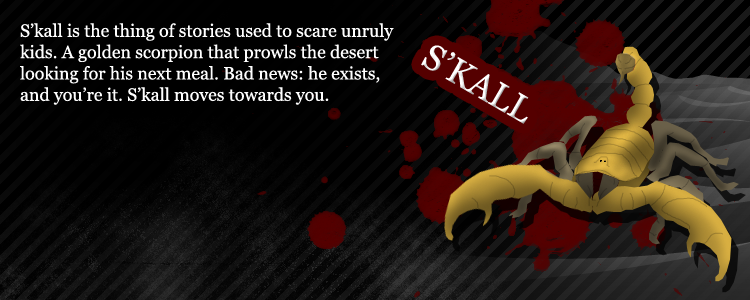 S’kall is the thing of stories used to scare unruly
kids. A golden scorpion that prowls the desert
looking for his next meal. Bad news: he exists,
and you’re it. S’kall moves towards you.
S’KALL